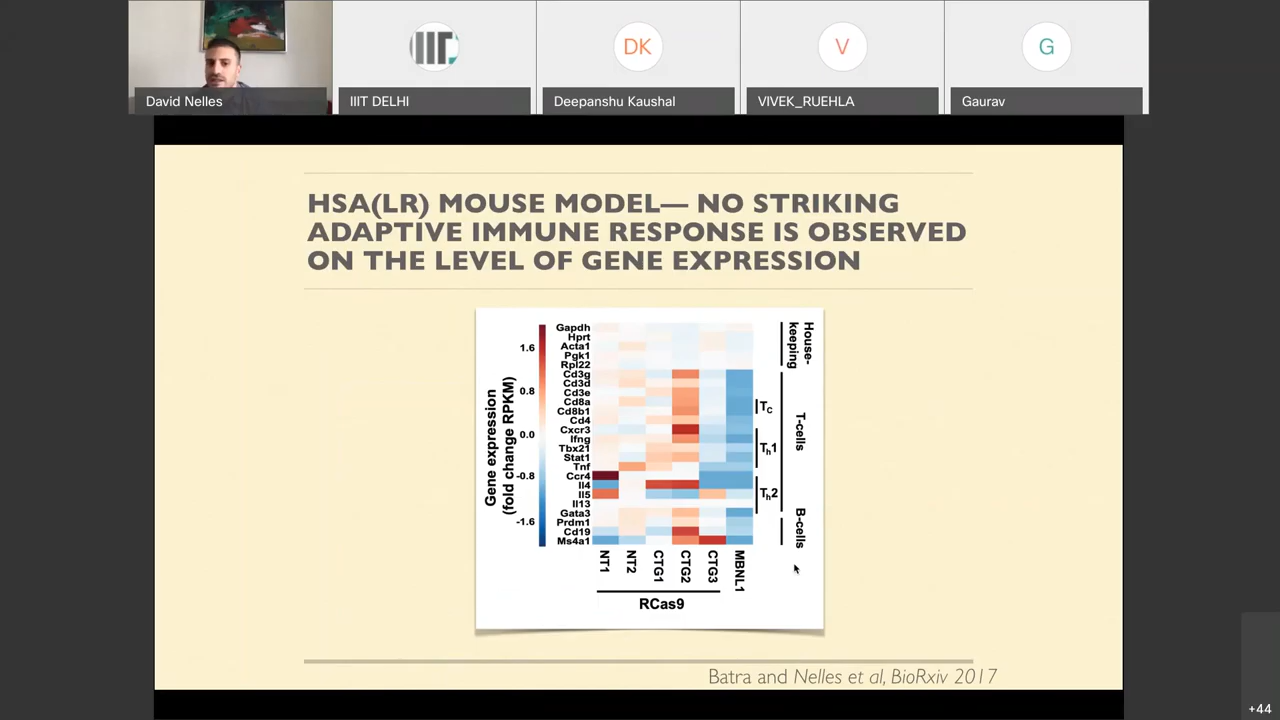 DK
V
G
David Nelles
IIIT DELHI
Deepanshu Kaushal
VIVEK_RUEHLA
Gaurav
HSA(LR) MOUSE MODEL— NO STRIKING
ADAPTIVE IMMUNE RESPONSE IS OBSERVED
ON THE LEVEL OF GENE EXPRESSION
Gene expression
(fold change RPKM)
1.6
0.8
0.0
-0.8
-1.6
Gapdh
Hprt
Acta1
Pgk1
Rpl22
Cd3g
Cd3d
Cd3e
Cd8a
Cd8b1
Cd4
Cxcr3
Ifng
Tbx21
Stat1
Tnf
Ccr4
Il4
Il5
Il13
Gata3
Prdm1
Cd19
Ms4a1
House-
keeping
Tc
T-cells
Th1
Th2
B-cells
NT1
NT2
CTG1
CTG2
CTG3
MBNL1
RCas9
Batra and Nelles et al, BioRxiv 2017
+44